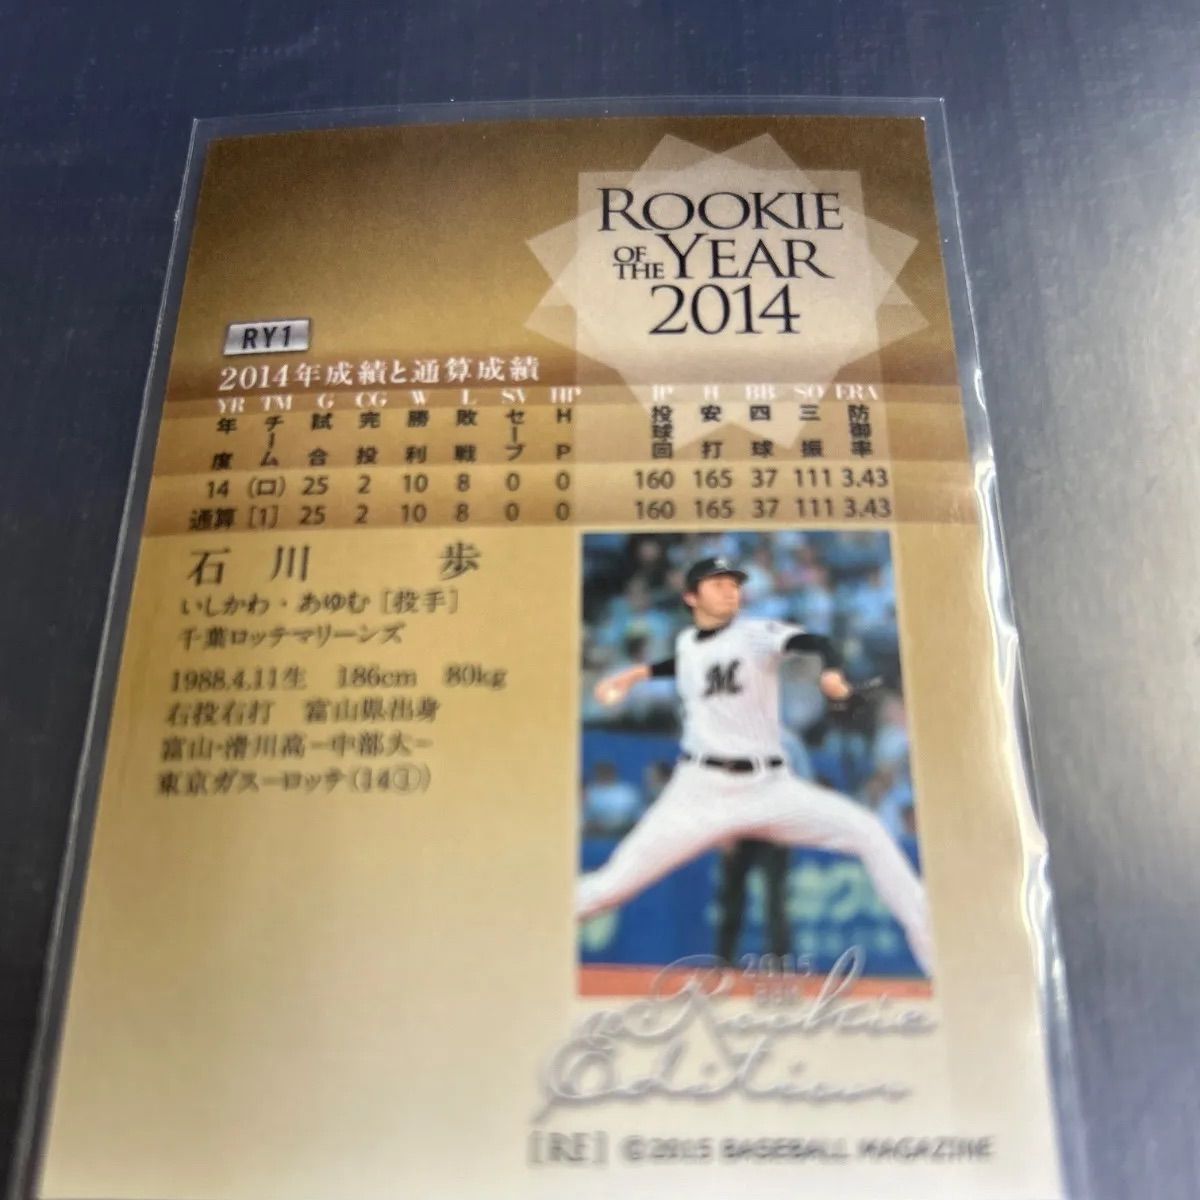 ROOKIE
OF THE YEAR
2014
RY1
2014年成績と通算成績
YR TM G CG W L SV HP IP H BB SO ERA
年度 チーム 試合 完投 勝利 敗戦 セーブ HP 投球回 安打 四球 三振 防御率
14 (ロ) 25 2 10 8 0 0 160 165 37 111 3.43
通算 [1] 25 2 10 8 0 0 160 165 37 111 3.43
石川 歩
いしかわ・あゆむ [投手]
千葉ロッテマリーンズ
1988.4.11生 186cm 80kg
右投右打 富山県出身
富山・滑川高－中部大－
東京ガス－ロッテ(14①)
M
2015
BBM
Rookie
Edition
[RE] ©2015 BASEBALL MAGAZINE